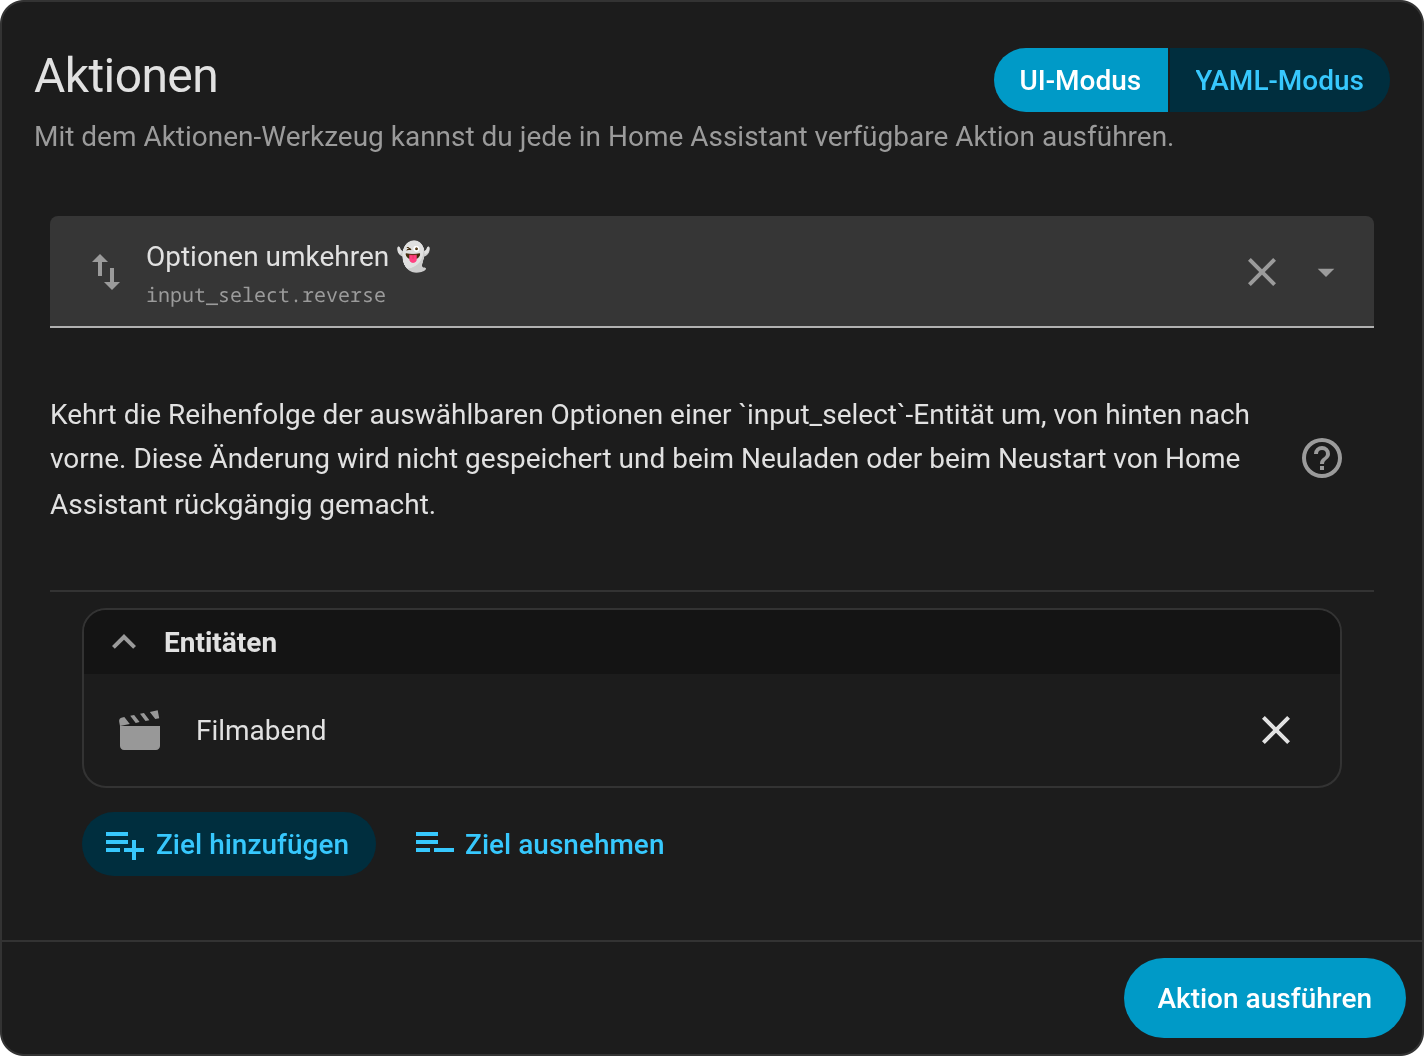 Aktionen
UI-Modus
YAML-Modus
Mit dem Aktionen-Werkzeug kannst du jede in Home Assistant verfügbare Aktion ausführen.
Optionen umkehren 👻
input_select.reverse
Kehrt die Reihenfolge der auswählbaren Optionen einer `input_select`-Entität um, von hinten nach
vorne. Diese Änderung wird nicht gespeichert und beim Neuladen oder beim Neustart von Home
Assistant rückgängig gemacht.
Entitäten
Filmabend
Ziel hinzufügen
Ziel ausnehmen
Aktion ausführen